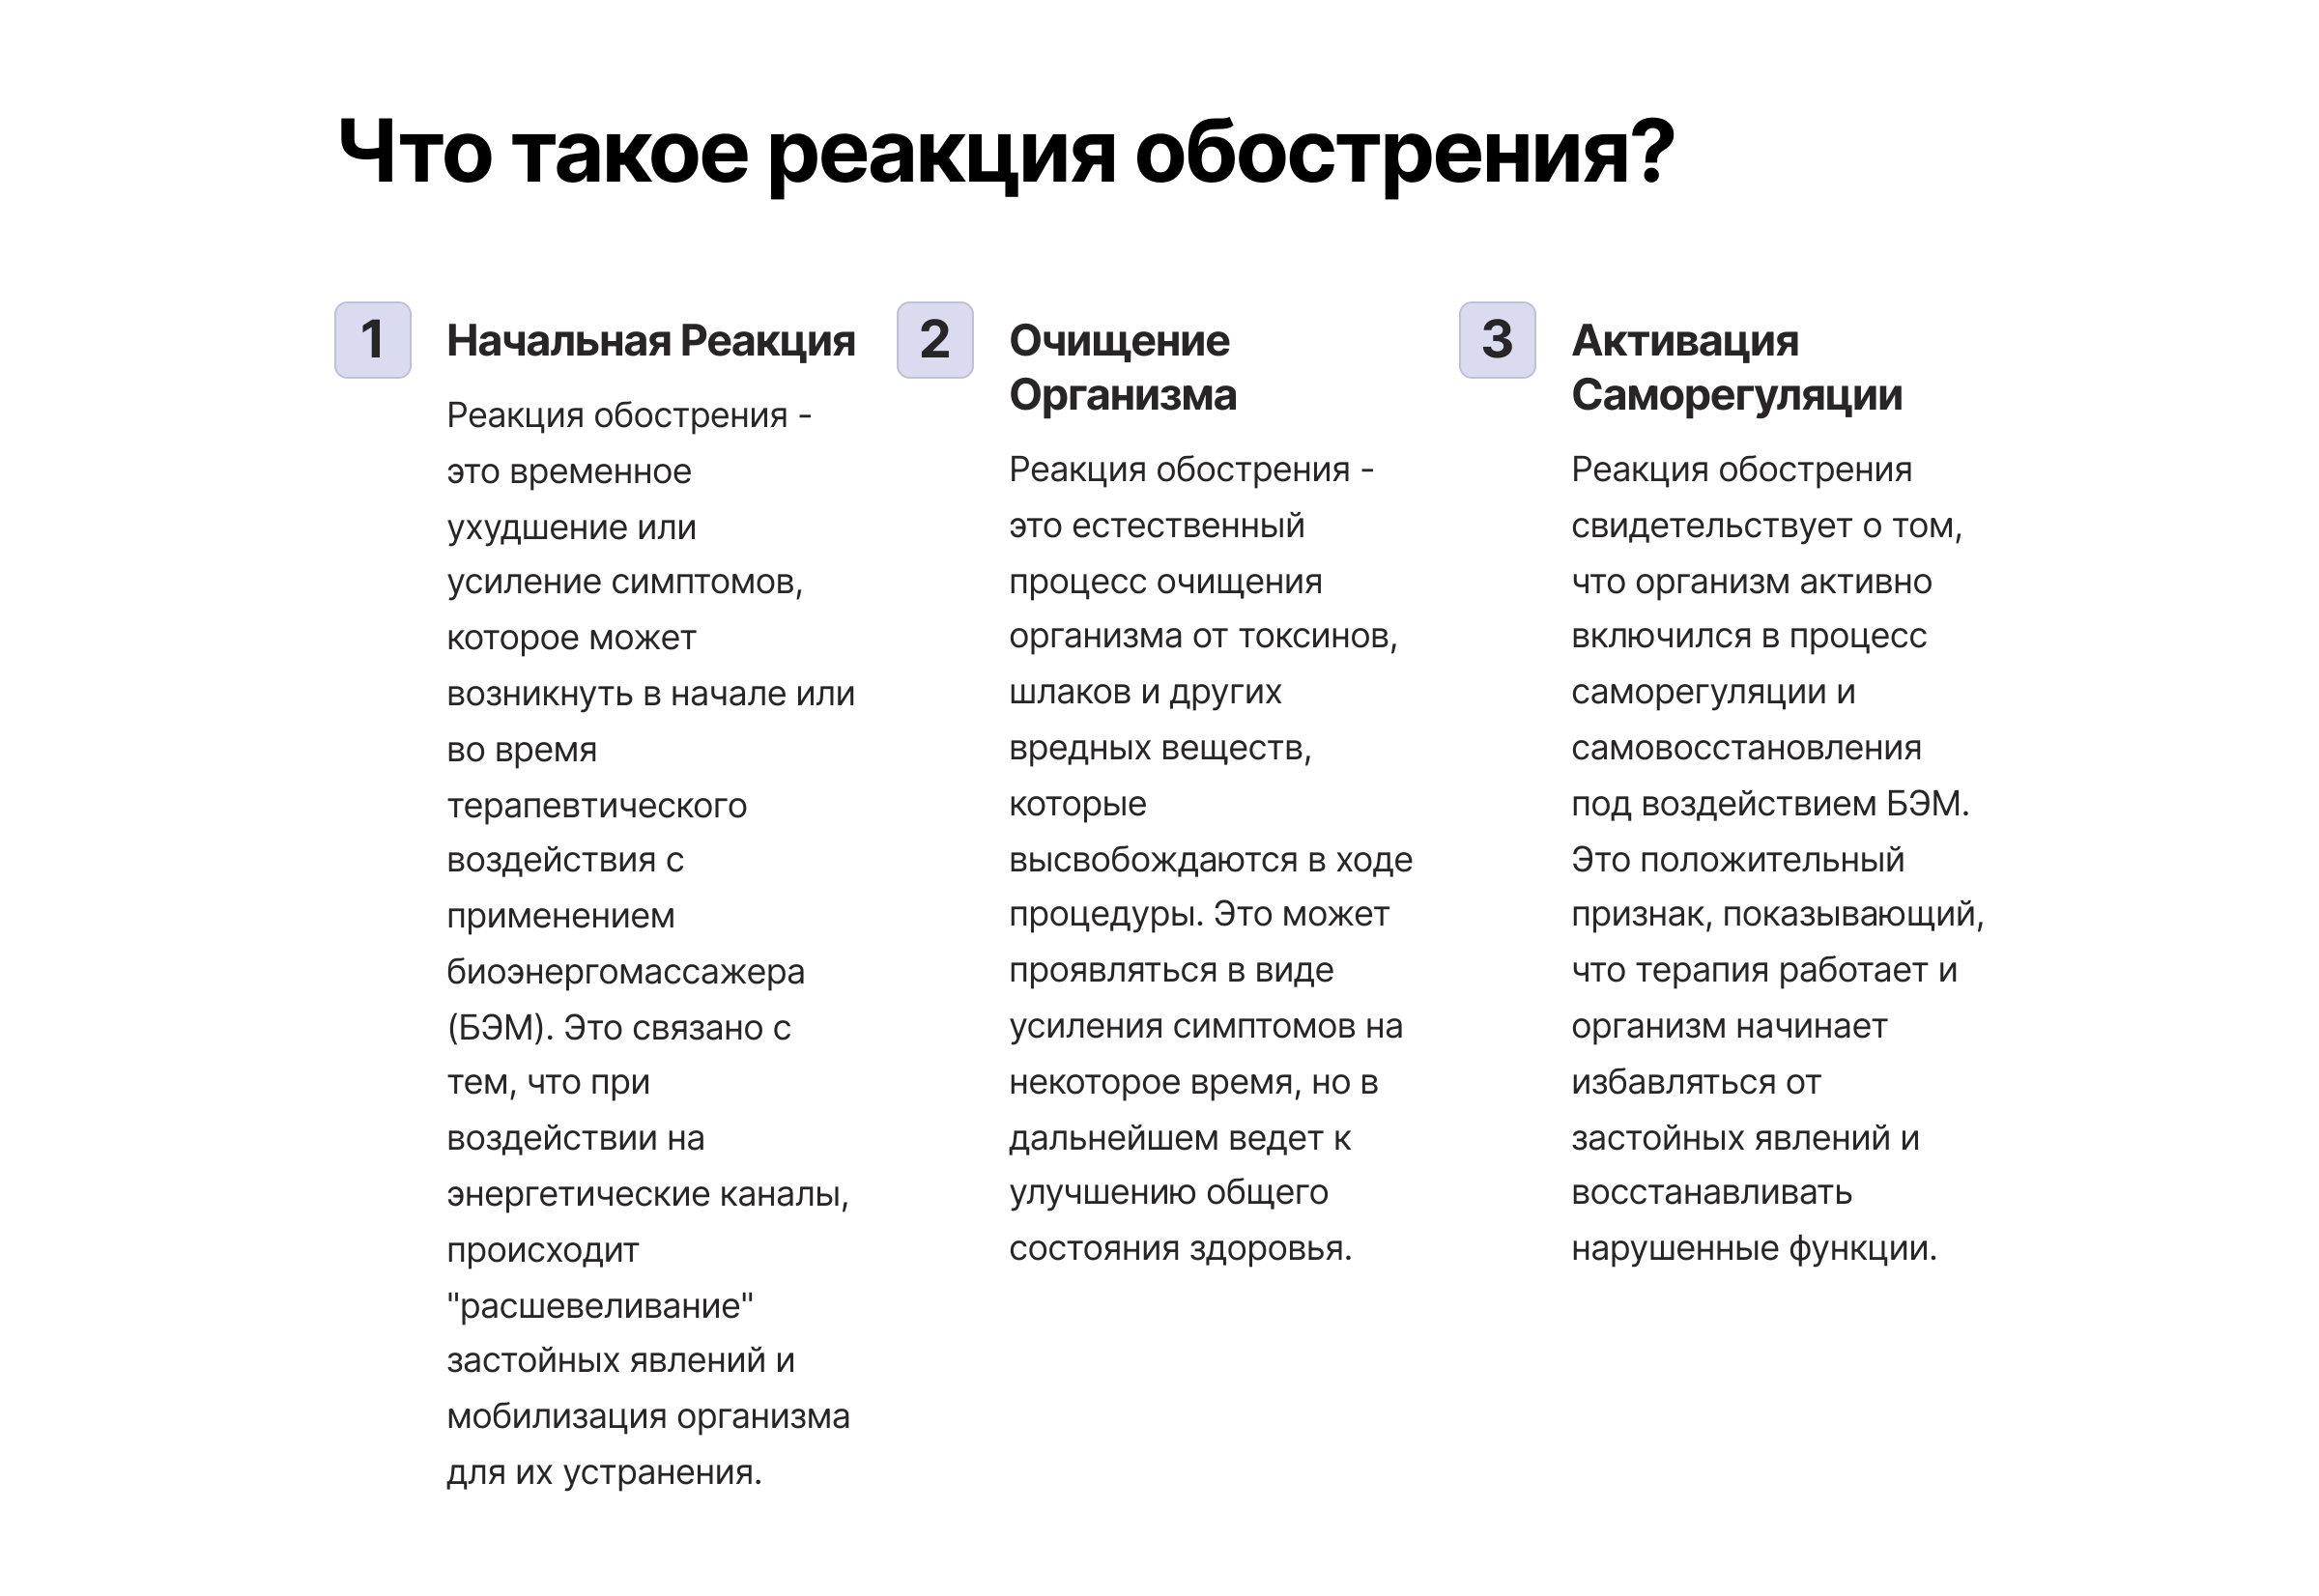 Что такое реакция обострения?
1
Начальная Реакция
Реакция обострения -
это временное
ухудшение или
усиление симптомов,
которое может
возникнуть в начале или
во время
терапевтического
воздействия с
применением
биоэнергомассажера
(БЭМ). Это связано с
тем, что при
воздействии на
энергетические каналы,
происходит
"расшевеливание"
застойных явлений и
мобилизация организма
для их устранения.
2
Очищение
Организма
Реакция обострения -
это естественный
процесс очищения
организма от токсинов,
шлаков и других
вредных веществ,
которые
высвобождаются в ходе
процедуры. Это может
проявляться в виде
усиления симптомов на
некоторое время, но в
дальнейшем ведет к
улучшению общего
состояния здоровья.
3
Активация
Саморегуляции
Реакция обострения
свидетельствует о том,
что организм активно
включился в процесс
саморегуляции и
самовосстановления
под воздействием БЭМ.
Это положительный
признак, показывающий,
что терапия работает и
организм начинает
избавляться от
застойных явлений и
восстанавливать
нарушенные функции.